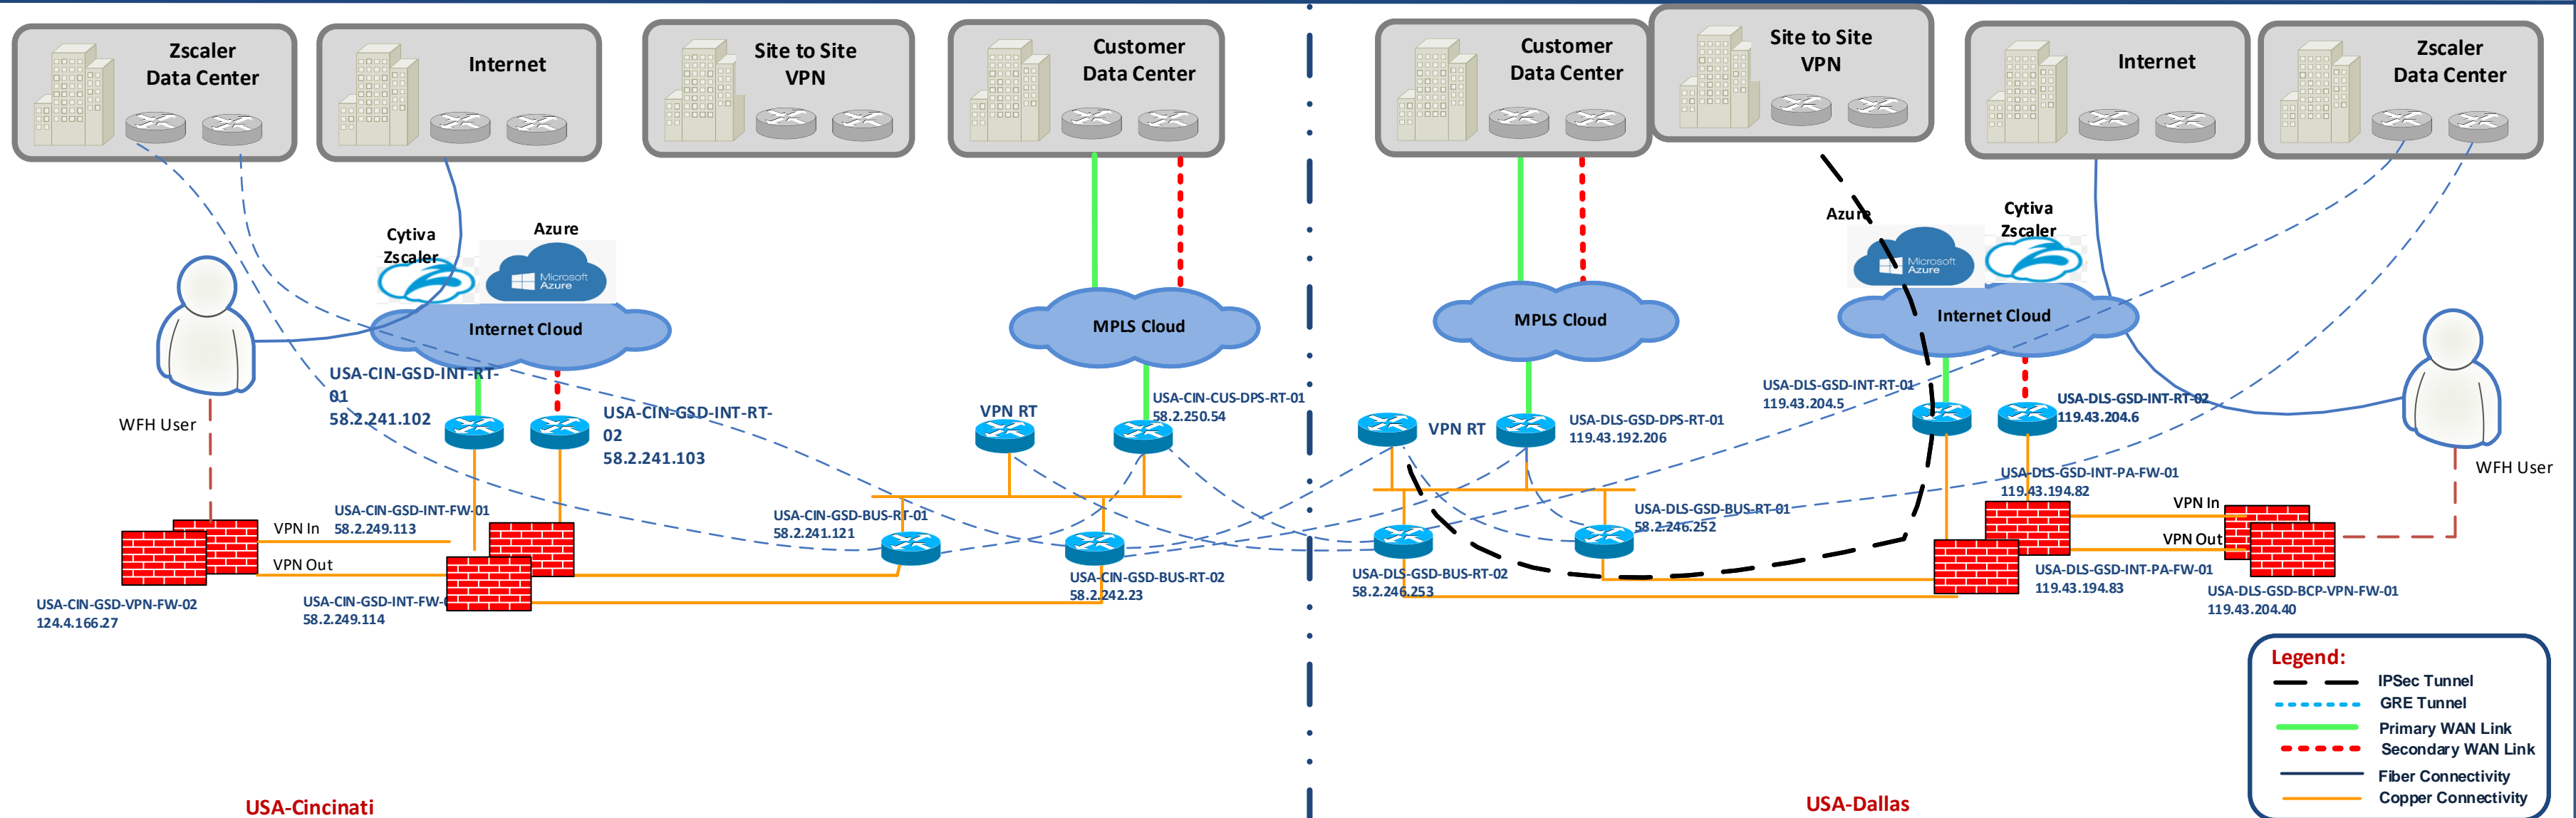 Zscaler
Data Center
Internet
Site to Site
VPN
Customer
Data Center
Customer
Data Center
Site to Site
VPN
Internet
Zscaler
Data Center
Cytiva
Zscaler
Azure
Microsoft
Azure
Internet Cloud
MPLS Cloud
MPLS Cloud
Azure
Microsoft
Azure
Cytiva
Zscaler
Internet Cloud
WFH User
USA-CIN-GSD-INT-RT-
01
58.2.241.102
USA-CIN-GSD-INT-RT-
02
58.2.241.103
VPN RT
USA-CIN-CUS-DPS-RT-01
58.2.250.54
VPN RT
USA-DLS-GSD-DPS-RT-01
119.43.192.206
USA-DLS-GSD-INT-RT-01
119.43.204.5
USA-DLS-GSD-INT-RT-02
119.43.204.6
WFH User
VPN In
VPN Out
USA-CIN-GSD-INT-FW-01
58.2.249.113
USA-CIN-GSD-VPN-FW-02
124.4.166.27
USA-CIN-GSD-INT-FW-0
58.2.249.114
USA-CIN-GSD-BUS-RT-01
58.2.241.121
USA-CIN-GSD-BUS-RT-02
58.2.242.23
USA-DLS-GSD-BUS-RT-02
58.2.246.253
USA-DLS-GSD-BUS-RT-01
58.2.246.252
USA-DLS-GSD-INT-PA-FW-01
119.43.194.82
VPN In
VPN Out
USA-DLS-GSD-INT-PA-FW-01
119.43.194.83
USA-DLS-GSD-BCP-VPN-FW-01
119.43.204.40
Legend:
IPSec Tunnel
GRE Tunnel
Primary WAN Link
Secondary WAN Link
Fiber Connectivity
Copper Connectivity
USA-Cincinati
USA-Dallas